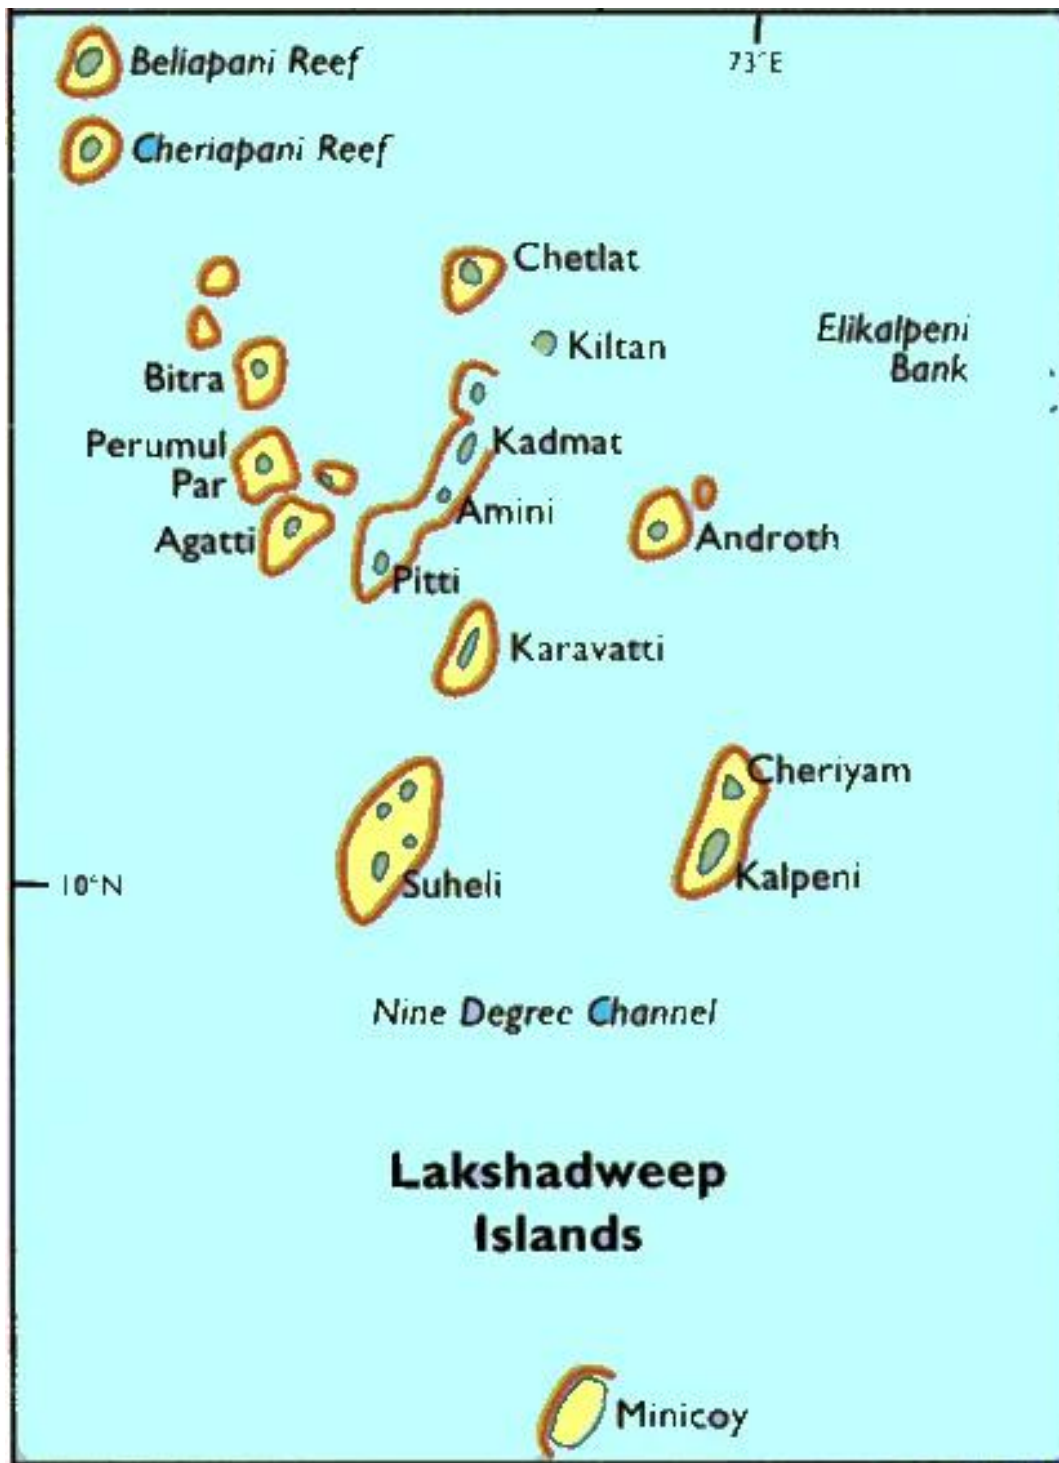 Beliapani Reef
73°E
Cheriapani Reef
Chetlat
Elikalpeni
Bank
Kiltan
Bitra
Perumul
Par
Kadmat
Amini
Agatti
Androth
Pitti
Karavatti
Cheriyam
Kalpeni
10°N
Suheli
Nine Degree Channel
Lakshadweep
Islands
Minicoy